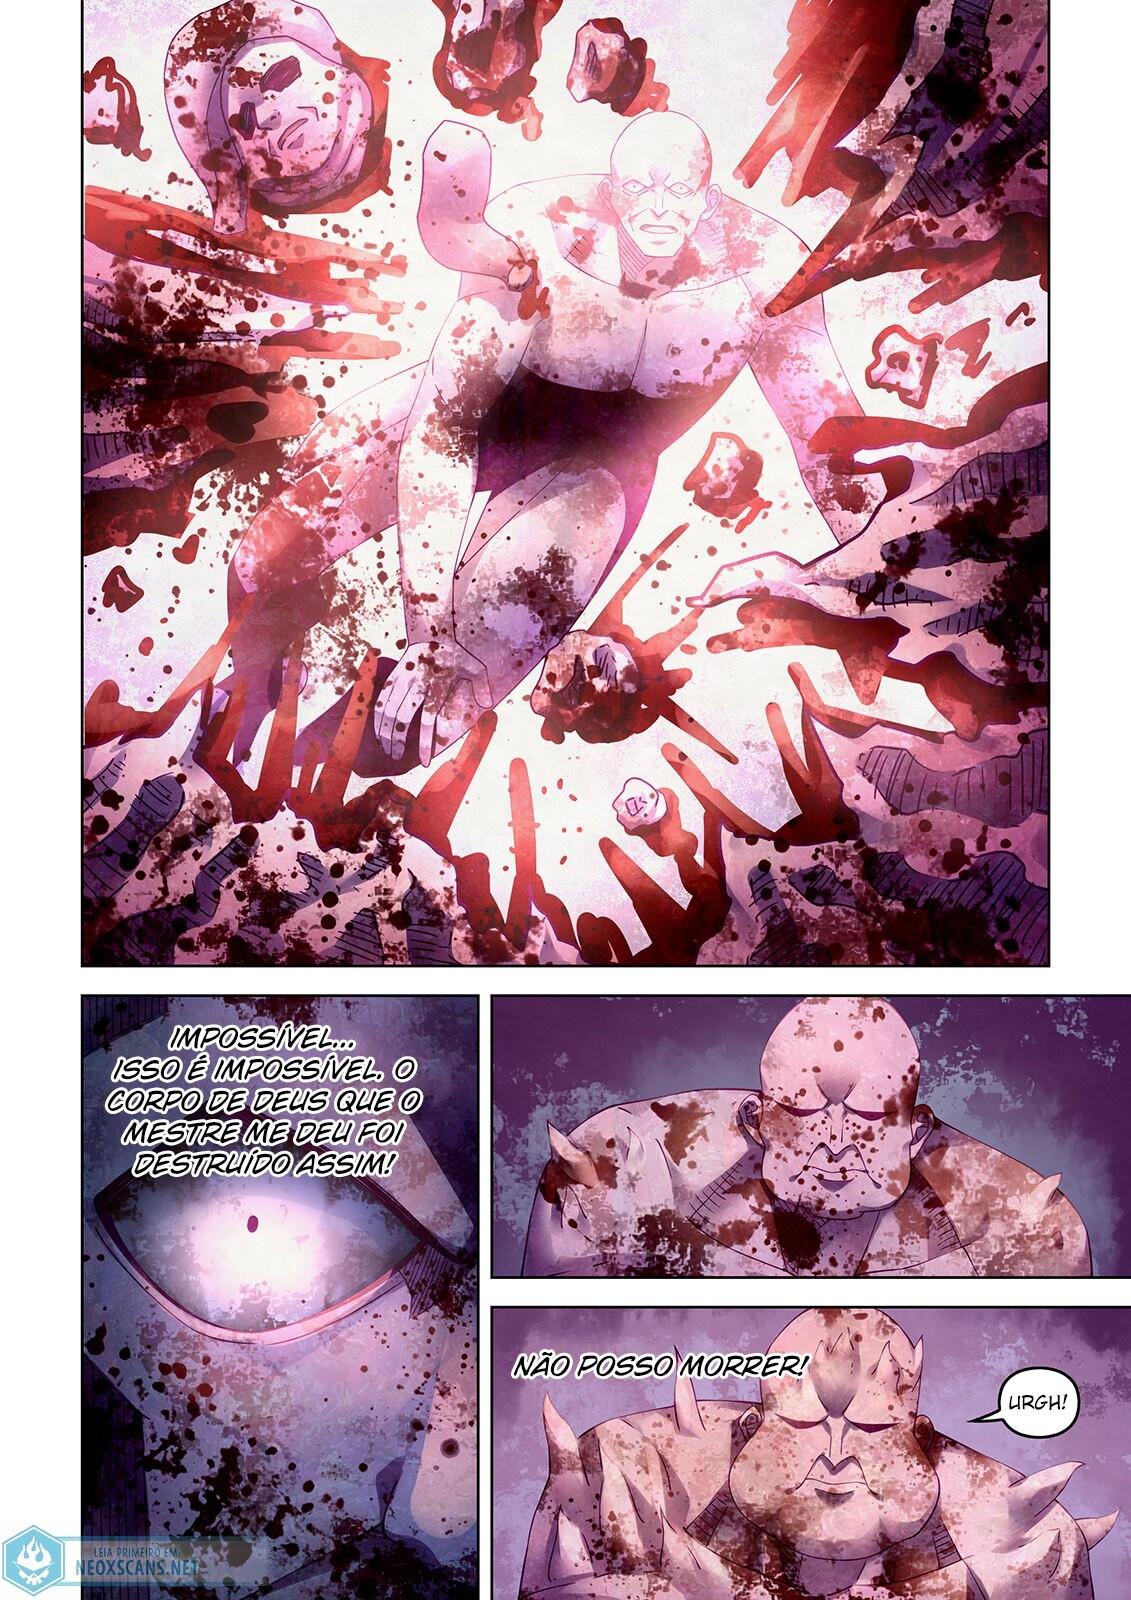 IMPOSSÍVEL...
ISSO É IMPOSSÍVEL. O
CORPO DE DEUS QUE O
MESTRE ME DEU FOI
DESTRUÍDO ASSIM!
NÃO POSSO MORRER!
URGH!
LEIA PRIMEIRO EM:
NEOXSCANS.NET